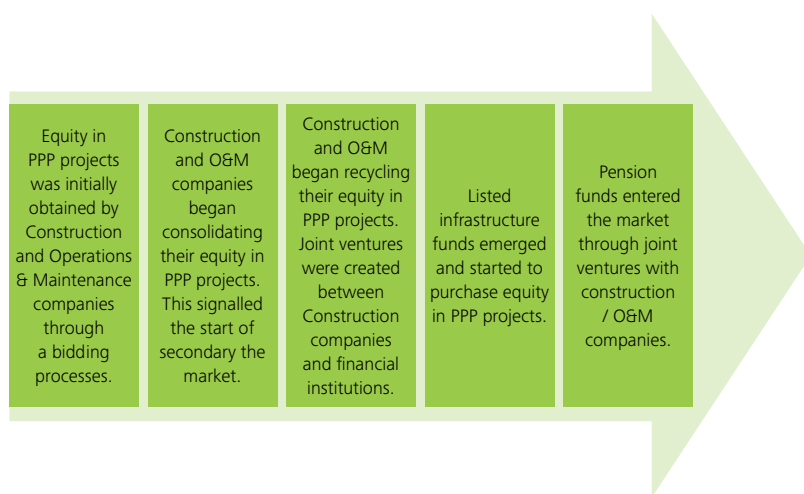 Equity in
PPP projects
was initially
obtained by
Construction
and Operations
& Maintenance
companies
through
a bidding
processes.
Construction
and O&M
companies
began
consolidating
their equity in
PPP projects.
This signalled
the start of
secondary the
market.
Construction
and O&M
began recycling
their equity in
PPP projects.
Joint ventures
were created
between
Construction
companies
and financial
institutions.
Listed
infrastructure
funds emerged
and started to
purchase equity
in PPP projects.
Pension
funds entered
the market
through joint
ventures with
construction
/ O&M
companies.